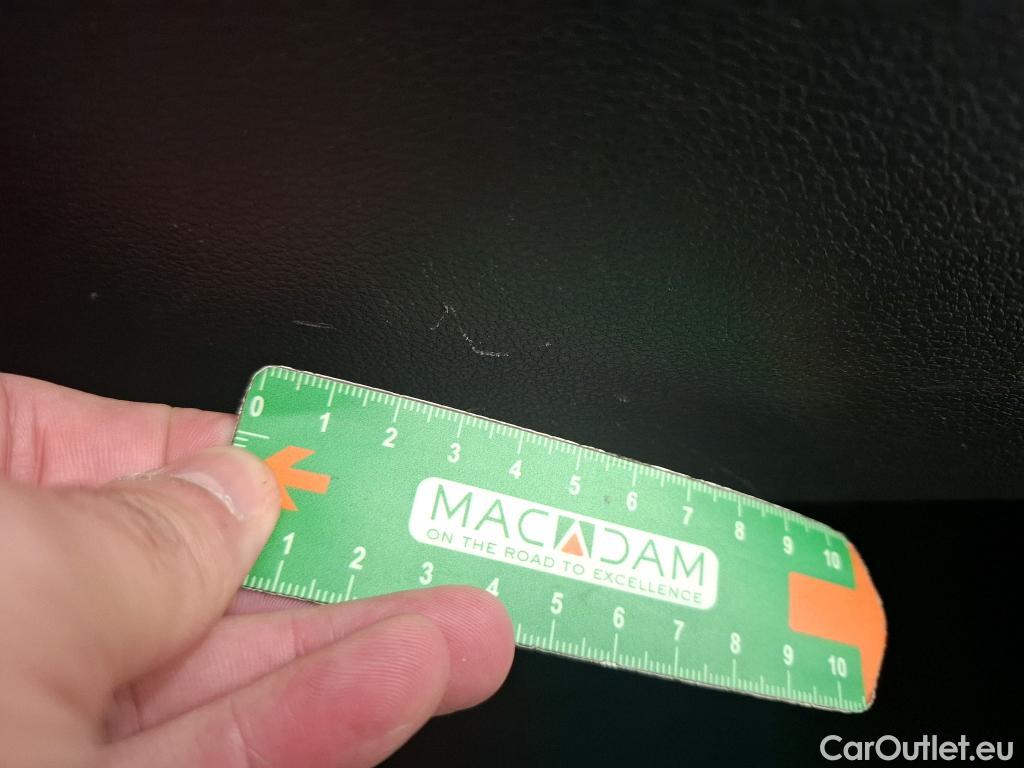 0 1 2 3 4 5 6 7 8 9 10
MACADAM
ON THE ROAD TO EXCELLENCE
1 2 3 4 5 6 7 8 9 10
CarOutlet.eu